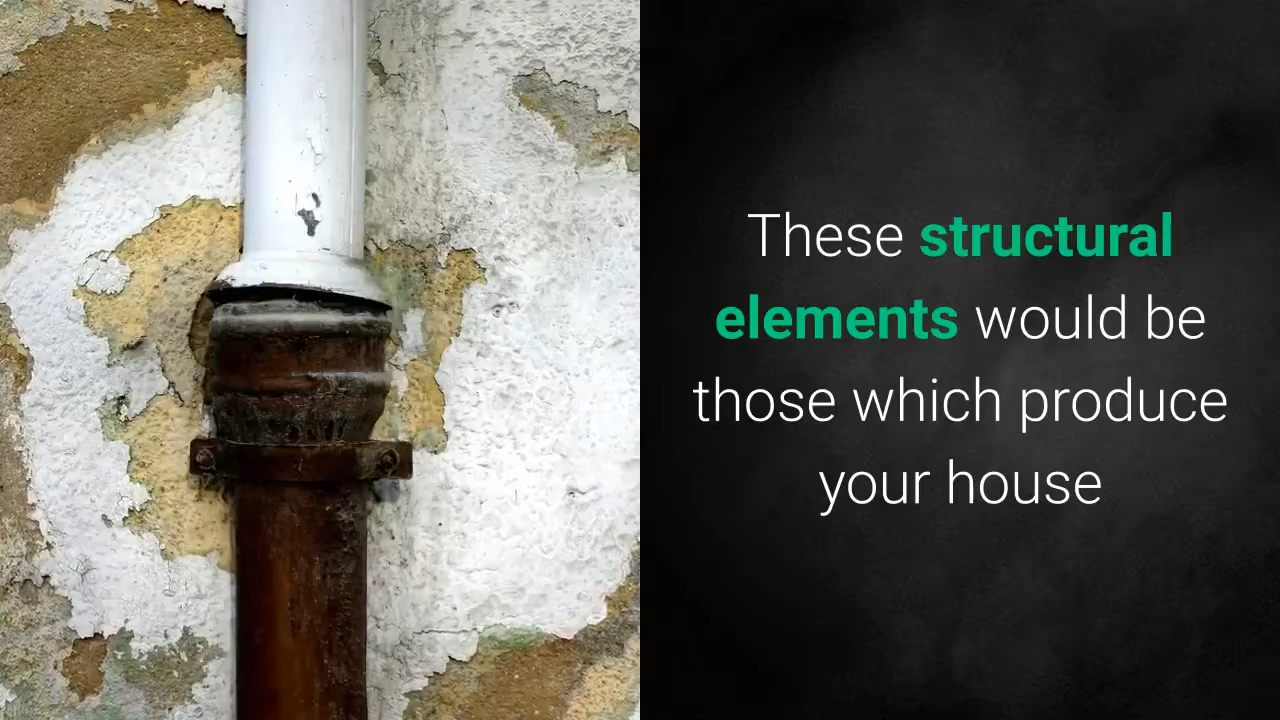 These structural
elements would be
those which produce
your house